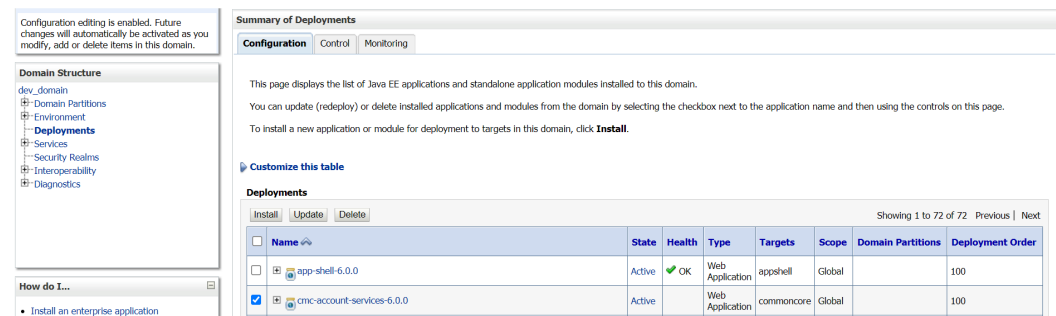 Configuration editing is enabled. Future
changes will automatically be activated as you
modify, add or delete items in this domain.
Domain Structure
dev_domain
Domain Partitions
Environment
Deployments
Services
Security Realms
Interoperability
Diagnostics
How do I...
Install an enterprise application
Summary of Deployments
Configuration Control Monitoring
This page displays the list of Java EE applications and standalone application modules installed to this domain.
You can update (redeploy) or delete installed applications and modules from the domain by selecting the checkbox next to the application name and then using the controls on this page.
To install a new application or module for deployment to targets in this domain, click Install.
Customize this table
Deployments
Install Update Delete Showing 1 to 72 of 72 Previous | Next
Name State Health Type Targets Scope Domain Partitions Deployment Order
app-shell-6.0.0 Active OK Web Application appshell Global 100
cmc-account-services-6.0.0 Active Web Application commoncore Global 100